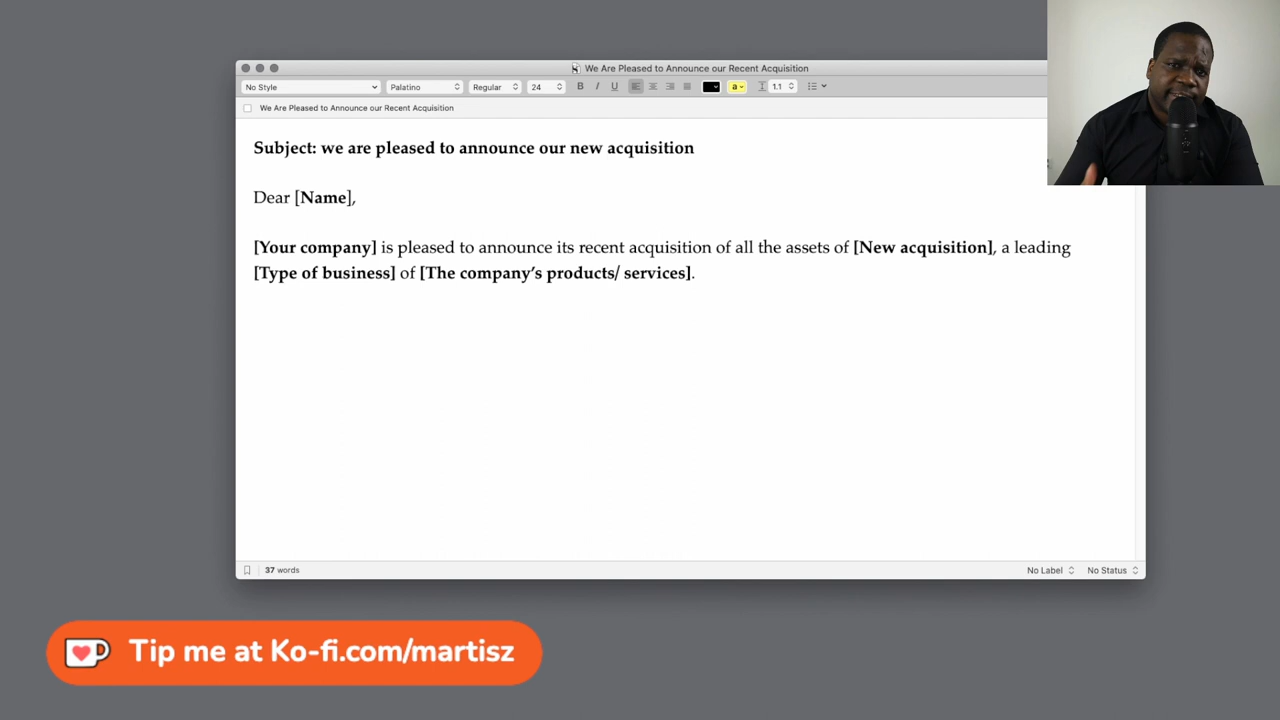 We Are Pleased to Announce our Recent Acquisition
No Style Palatino Regular 24 B I U a 1.1
We Are Pleased to Announce our Recent Acquisition
Subject: we are pleased to announce our new acquisition
Dear [Name],
[Your company] is pleased to announce its recent acquisition of all the assets of [New acquisition], a leading
[Type of business] of [The company’s products/ services].
37 words No Label No Status
Tip me at Ko-fi.com/martisz